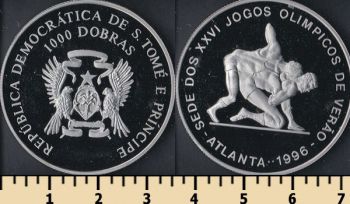 REPÚBLICA DEMOCRÁTICA DE S. TOMÉ E PRÍNCIPE
1000 DOBRAS
SEDE DOS XXVI JOGOS OLIMPICOS DE VERÃO
·ATLANTA··1996·
1 2 3 4 5 6 7